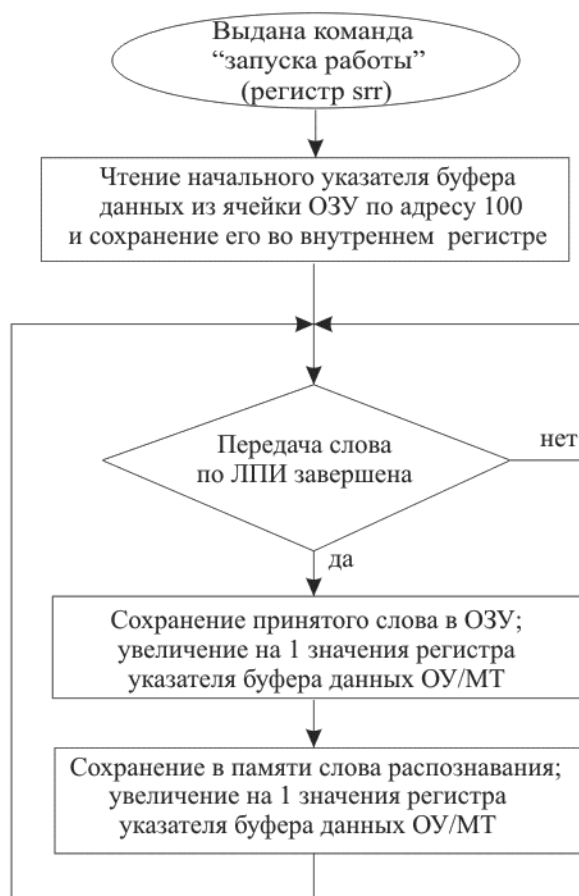 Выдана команда
“запуска работы”
(регистр srr)
Чтение начального указателя буфера
данных из ячейки ОЗУ по адресу 100
и сохранение его во внутреннем регистре
Передача слова
по ЛПИ завершена
нет
да
Сохранение принятого слова в ОЗУ;
увеличение на 1 значения регистра
указателя буфера данных ОУ/МТ
Сохранение в памяти слова распознавания;
увеличение на 1 значения регистра
указателя буфера данных ОУ/МТ